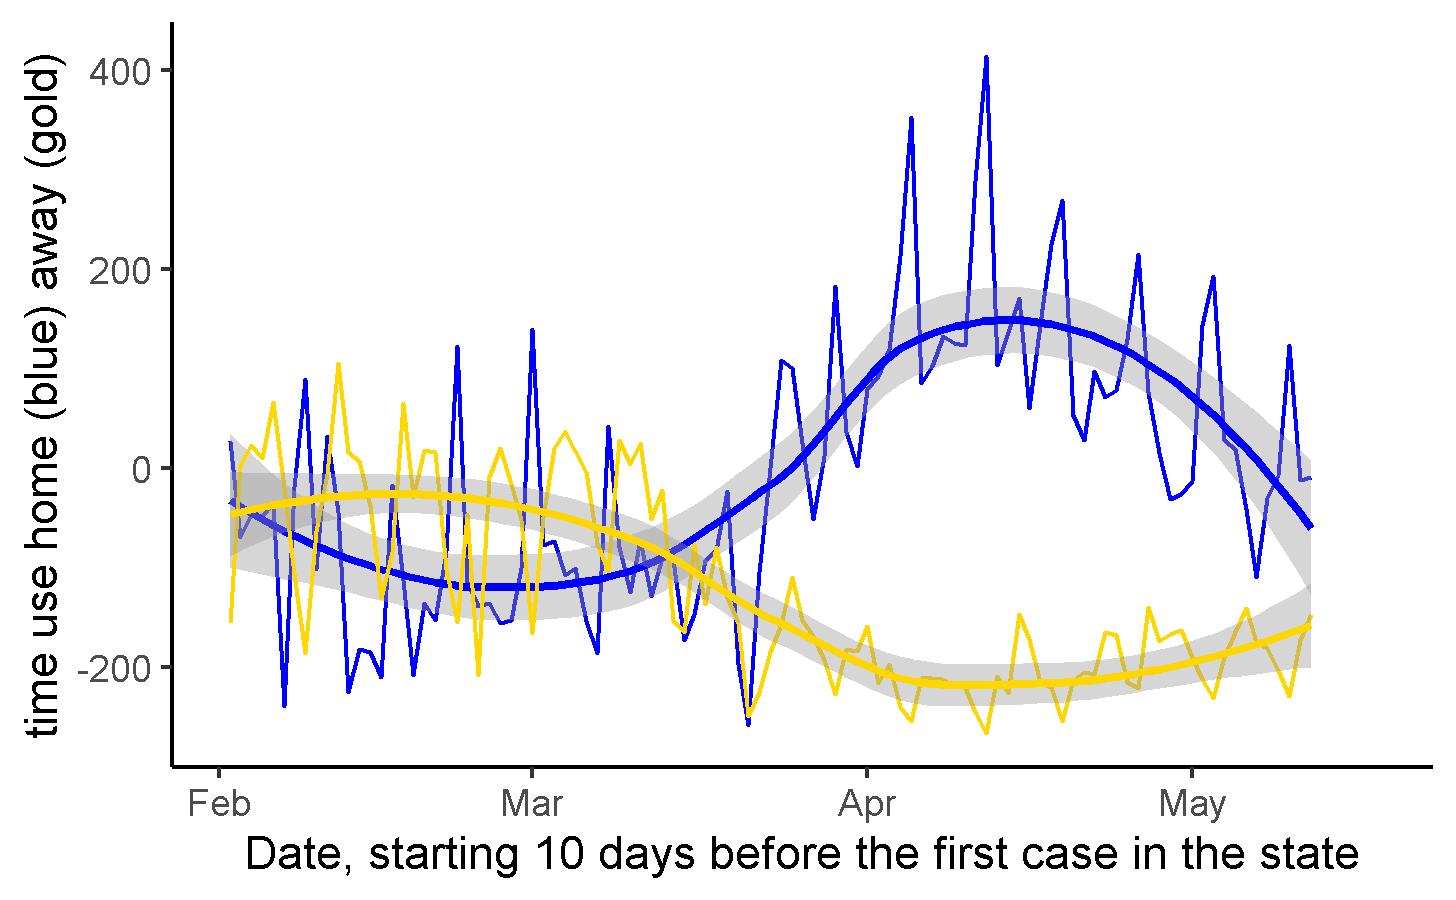 time use home (blue) away (gold)
400
200
0
-200
Feb
Mar
Apr
May
Date, starting 10 days before the first case in the state